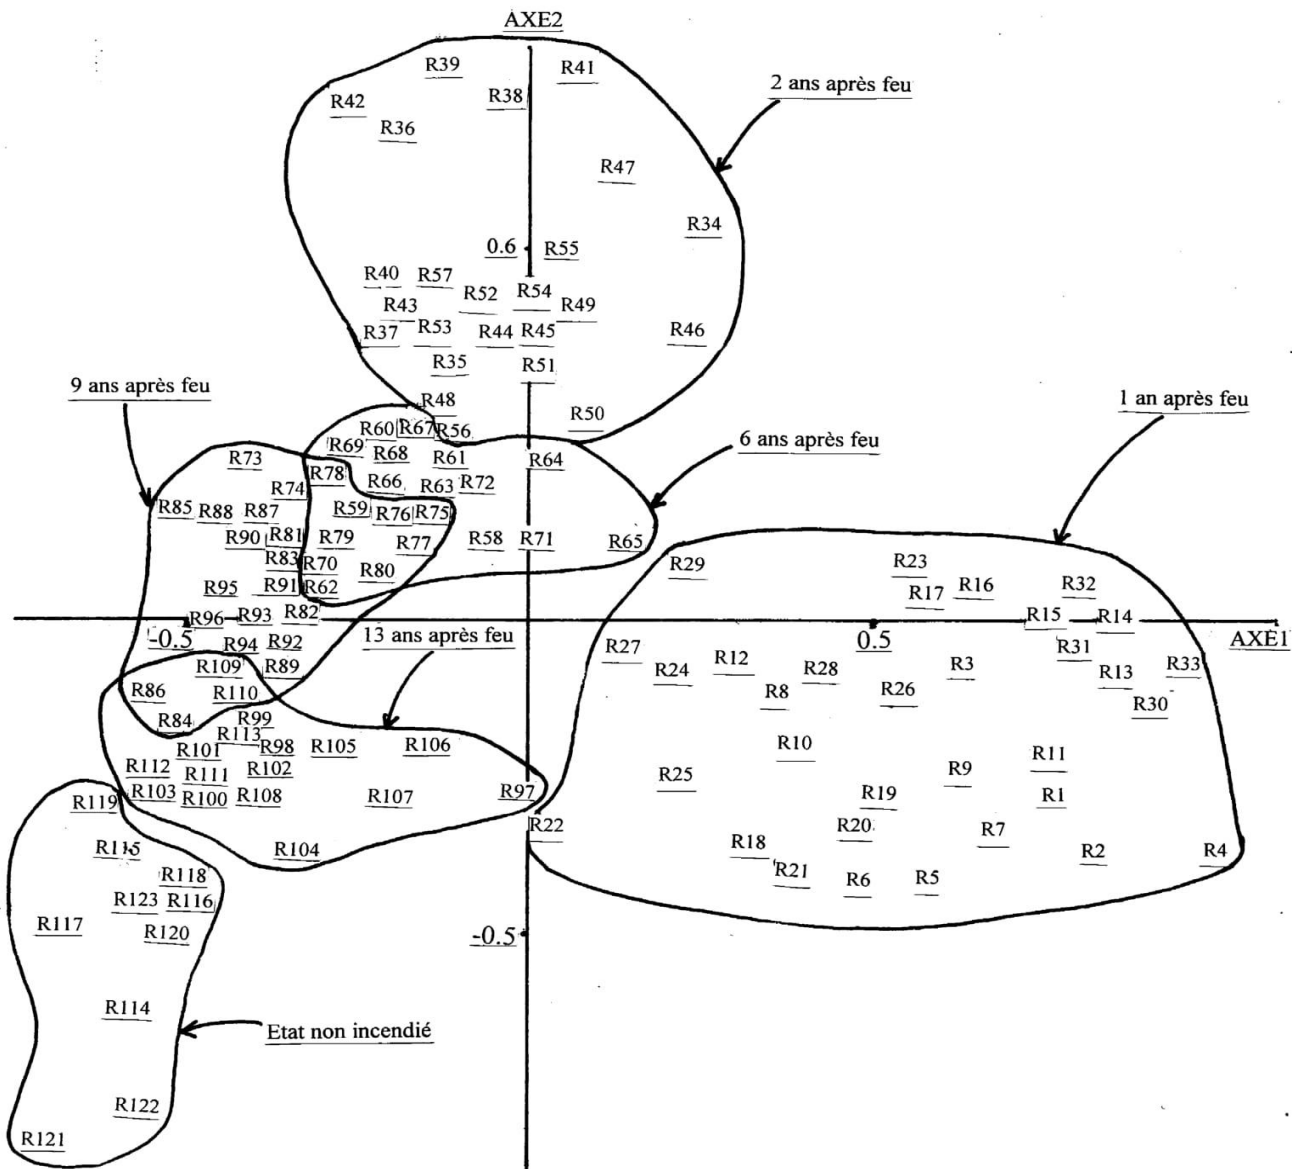 AXE2
R39
R41
2 ans après feu
R42
R38
R36
R47
R34
0.6
R55
R40
R57
R52
R54
R43
R49
R37
R53
R44
R45
R46
R35
R51
9 ans après feu
R48
R50
1 an après feu
R60
R67
R56
6 ans après feu
R69
R68
R61
R64
R73
R78
R74
R66
R63
R72
R85
R88
R87
R59
R76
R75
R90
R81
R79
R77
R58
R71
R65
R83
R70
R80
R29
R23
R95
R91
R62
R17
R16
R32
R96
R93
R82
R15
R14
-0.5
R94
R92
13 ans après feu
0.5
AXE1
R27
R31
R109
R89
R24
R12
R28
R3
R13
R33
R86
R110
R8
R26
R30
R84
R99
R113
R101
R98
R105
R106
R10
R11
R112
R111
R102
R25
R9
R103
R100
R108
R107
R97
R19
R1
R119
R22
R20
R7
R115
R104
R18
R2
R4
R118
R21
R6
R5
R123
R116
R117
R120
-0.5
R114
Etat non incendié
R122
R121